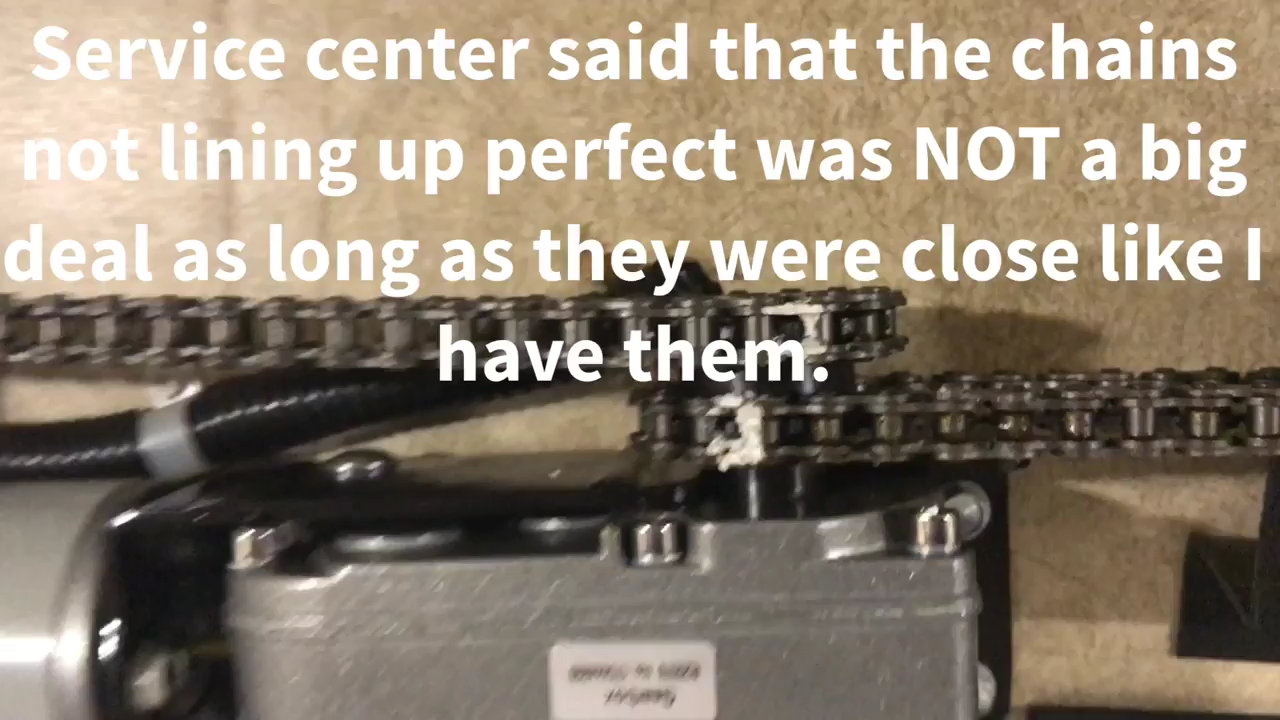 Service center said that the chains
not lining up perfect was NOT a big
deal as long as they were close like I
have them.